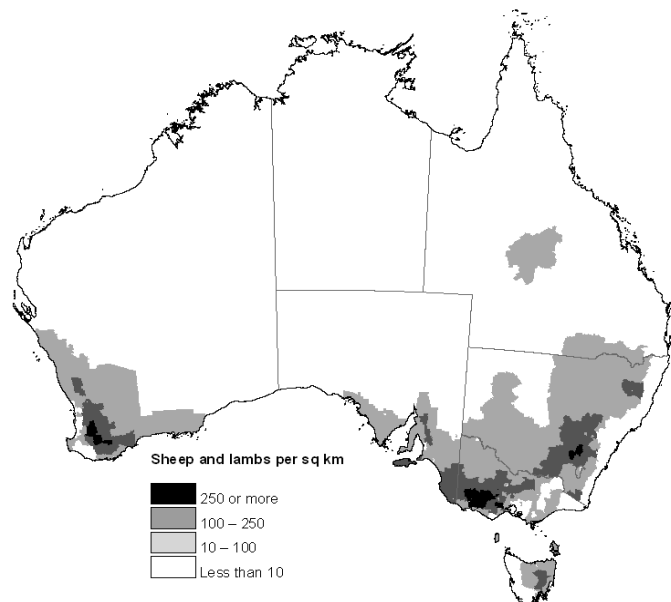 Sheep and lambs per sq km
250 or more
100 – 250
10 – 100
Less than 10